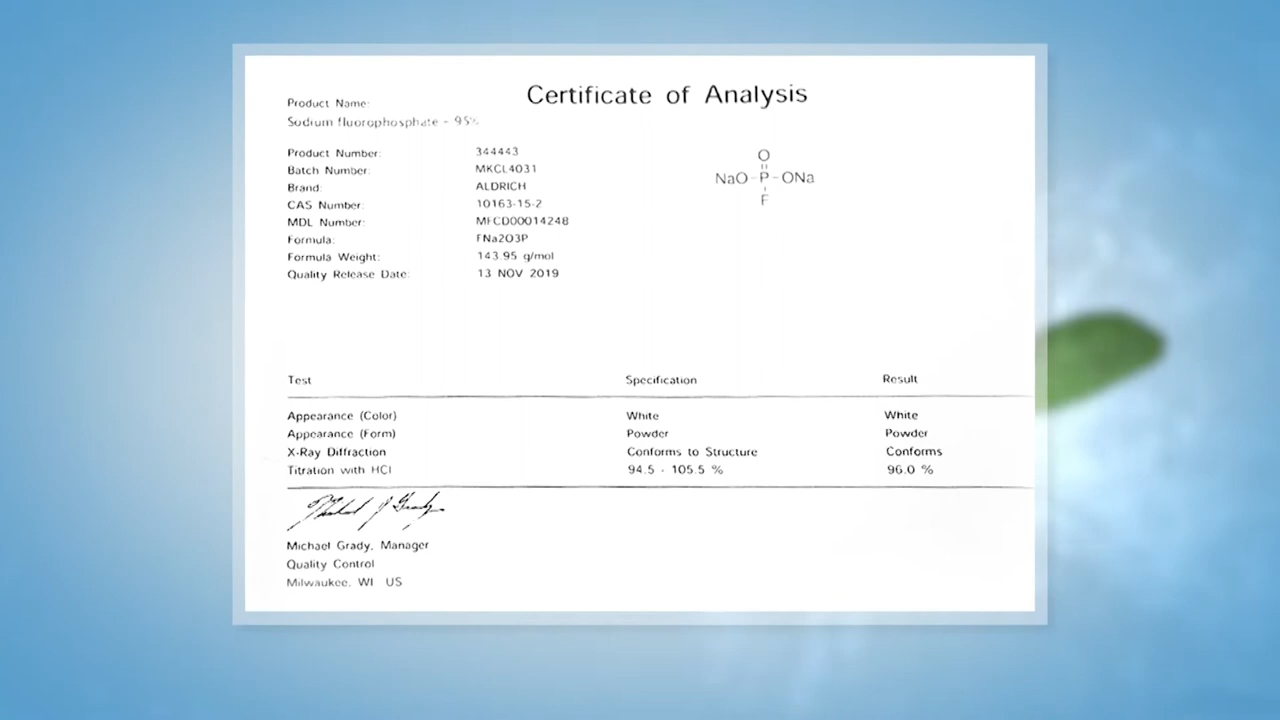 Certificate of Analysis
Product Name:
Sodium fluorophosphate - 95%
Product Number: 344443
Batch Number: MKCL4031
Brand: ALDRICH
CAS Number: 10163-15-2
MDL Number: MFCD00014248
Formula: FNa2O3P
Formula Weight: 143.95 g/mol
Quality Release Date: 13 NOV 2019
O
NaO-P-ONa
F
Test Specification Result
Appearance (Color) White White
Appearance (Form) Powder Powder
X-Ray Diffraction Conforms to Structure Conforms
Titration with HCl 94.5 - 105.5 % 96.0 %
Michael J Grady
Michael Grady, Manager
Quality Control
Milwaukee, WI US